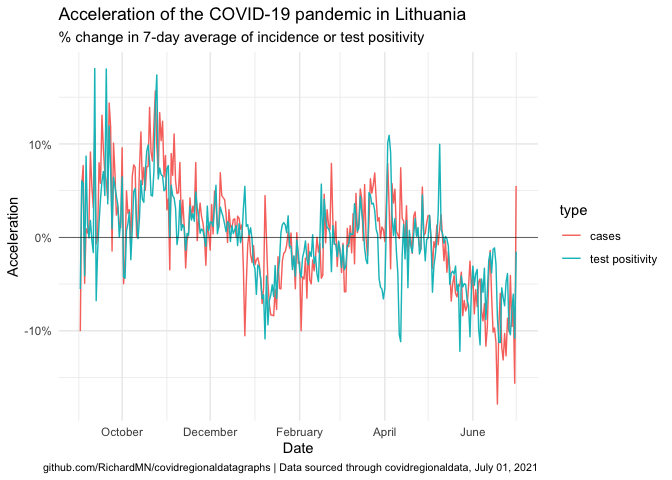 Acceleration of the COVID-19 pandemic in Lithuania
% change in 7-day average of incidence or test positivity
Acceleration
10%
0%
-10%
October December February April June
Date
type
cases
test positivity
github.com/RichardMN/covidregionaldatagraphs | Data sourced through covidregionaldata, July 01, 2021